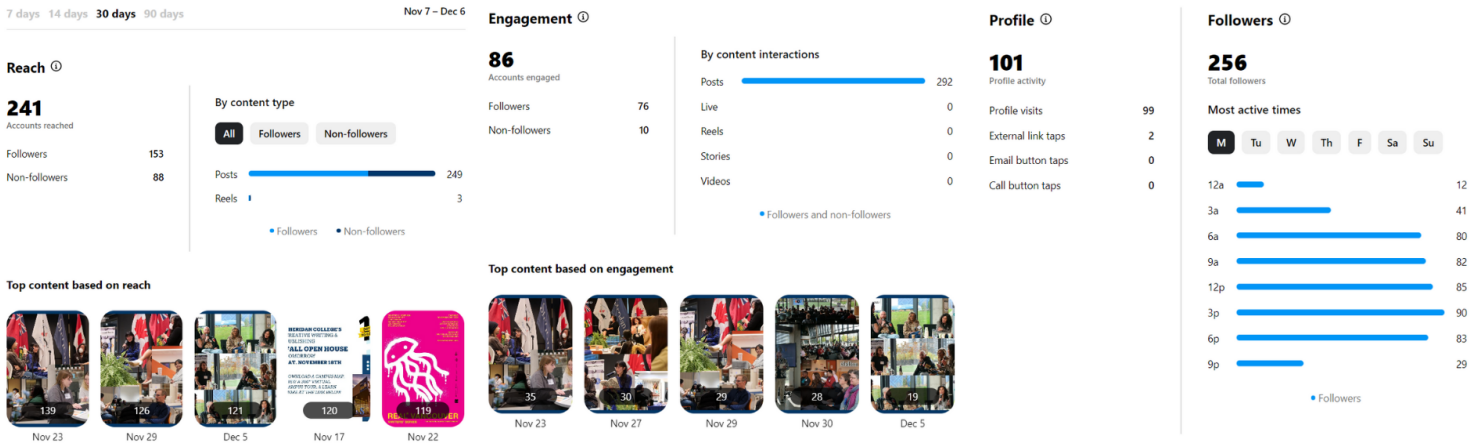 7 days 14 days 30 days 90 days
Nov 7 – Dec 6
Reach
241
Accounts reached
Followers 153
Non-followers 88
By content type
All Followers Non-followers
Posts 249
Reels 3
Followers Non-followers
Top content based on reach
139
Nov 23
126
Nov 29
121
Dec 5
'ALL OPEN HOUSE
AT. NOVEMBER 18TH
120
Nov 17
119
Nov 22
Engagement
86
Accounts engaged
Followers 76
Non-followers 10
By content interactions
Posts 292
Live 0
Reels 0
Stories 0
Videos 0
Followers and non-followers
Top content based on engagement
35
Nov 23
30
Nov 27
29
Nov 29
28
Nov 30
19
Dec 5
Profile
101
Profile activity
Profile visits 99
External link taps 2
Email button taps 0
Call button taps 0
Followers
256
Total followers
Most active times
M Tu W Th F Sa Su
12a 12
3a 41
6a 80
9a 82
12p 85
3p 90
6p 83
9p 29
Followers